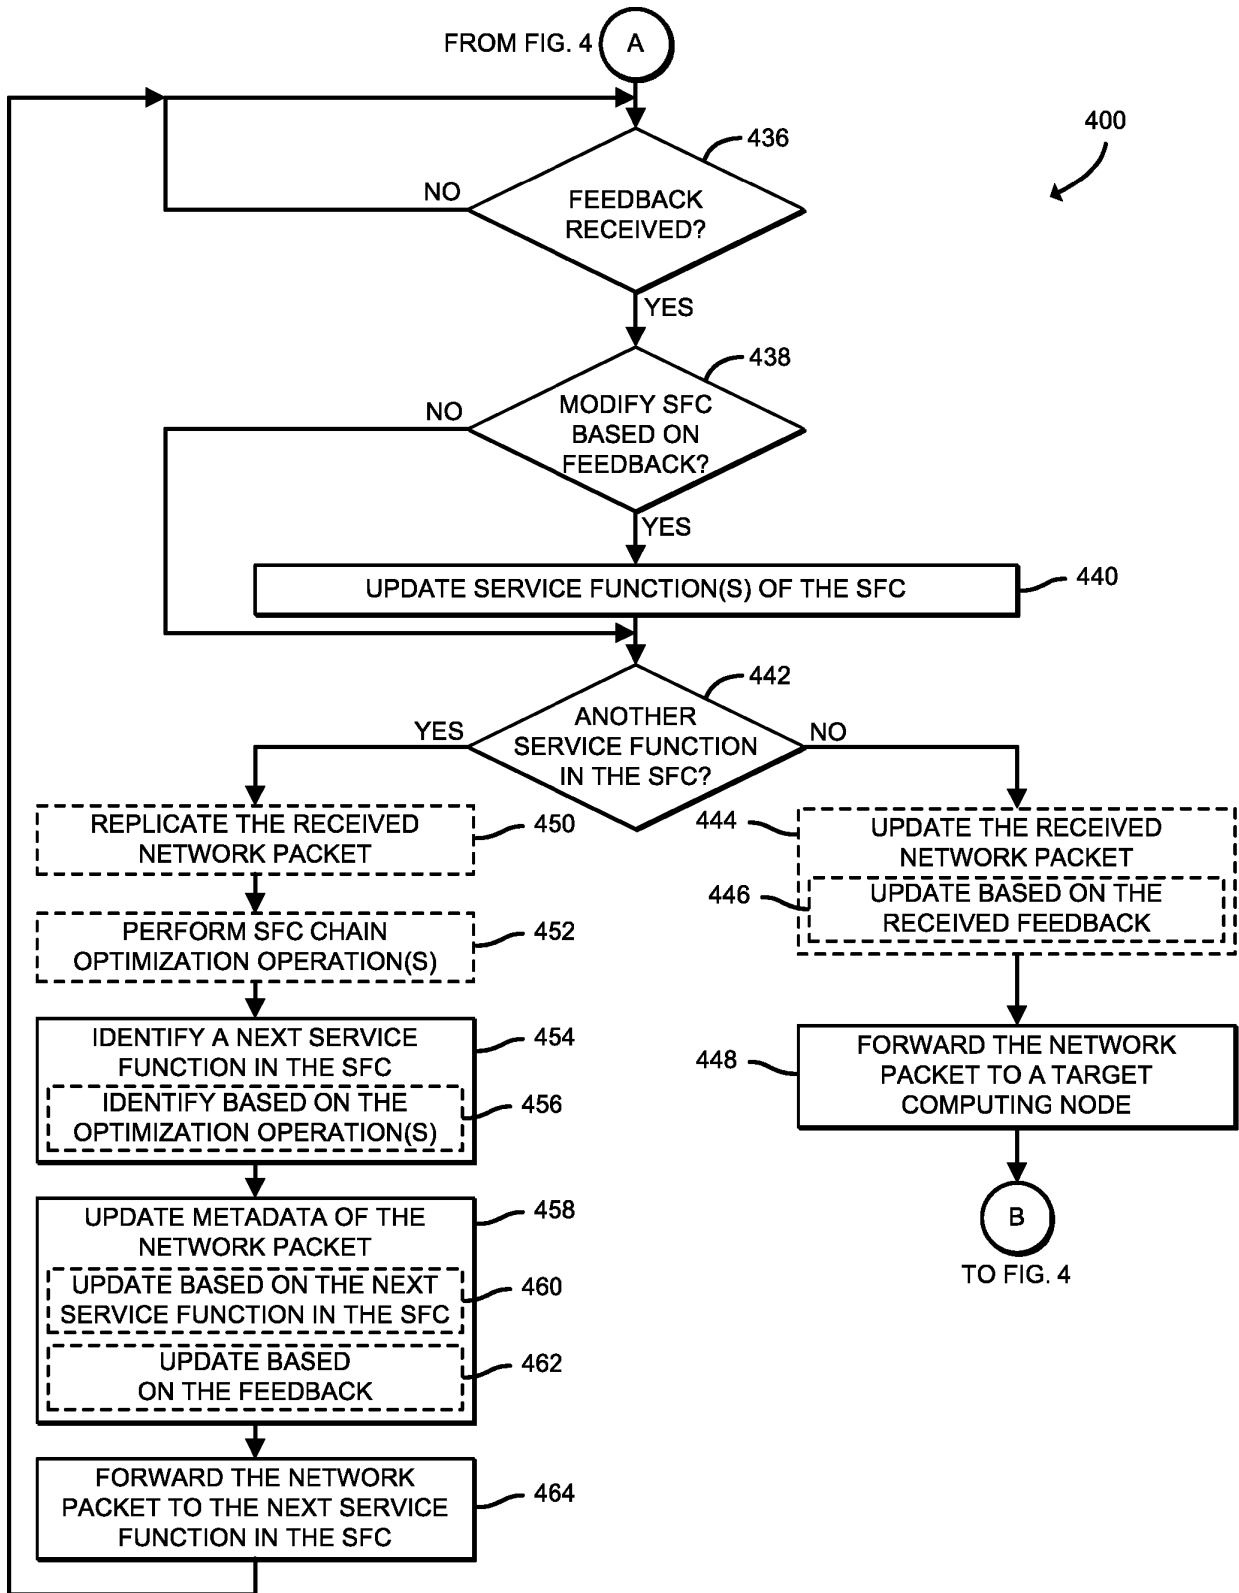 FROM FIG. 4
A
400
436
NO
FEEDBACK
RECEIVED?
YES
438
NO
MODIFY SFC
BASED ON
FEEDBACK?
YES
UPDATE SERVICE FUNCTION(S) OF THE SFC
440
442
YES
ANOTHER
SERVICE FUNCTION
IN THE SFC?
NO
REPLICATE THE RECEIVED
NETWORK PACKET
450
PERFORM SFC CHAIN
OPTIMIZATION OPERATION(S)
452
IDENTIFY A NEXT SERVICE
FUNCTION IN THE SFC
454
IDENTIFY BASED ON THE
OPTIMIZATION OPERATION(S)
456
UPDATE METADATA OF THE
NETWORK PACKET
458
UPDATE BASED ON THE NEXT
SERVICE FUNCTION IN THE SFC
460
UPDATE BASED
ON THE FEEDBACK
462
FORWARD THE NETWORK
PACKET TO THE NEXT SERVICE
FUNCTION IN THE SFC
464
444
UPDATE THE RECEIVED
NETWORK PACKET
446
UPDATE BASED ON THE
RECEIVED FEEDBACK
448
FORWARD THE NETWORK
PACKET TO A TARGET
COMPUTING NODE
B
TO FIG. 4